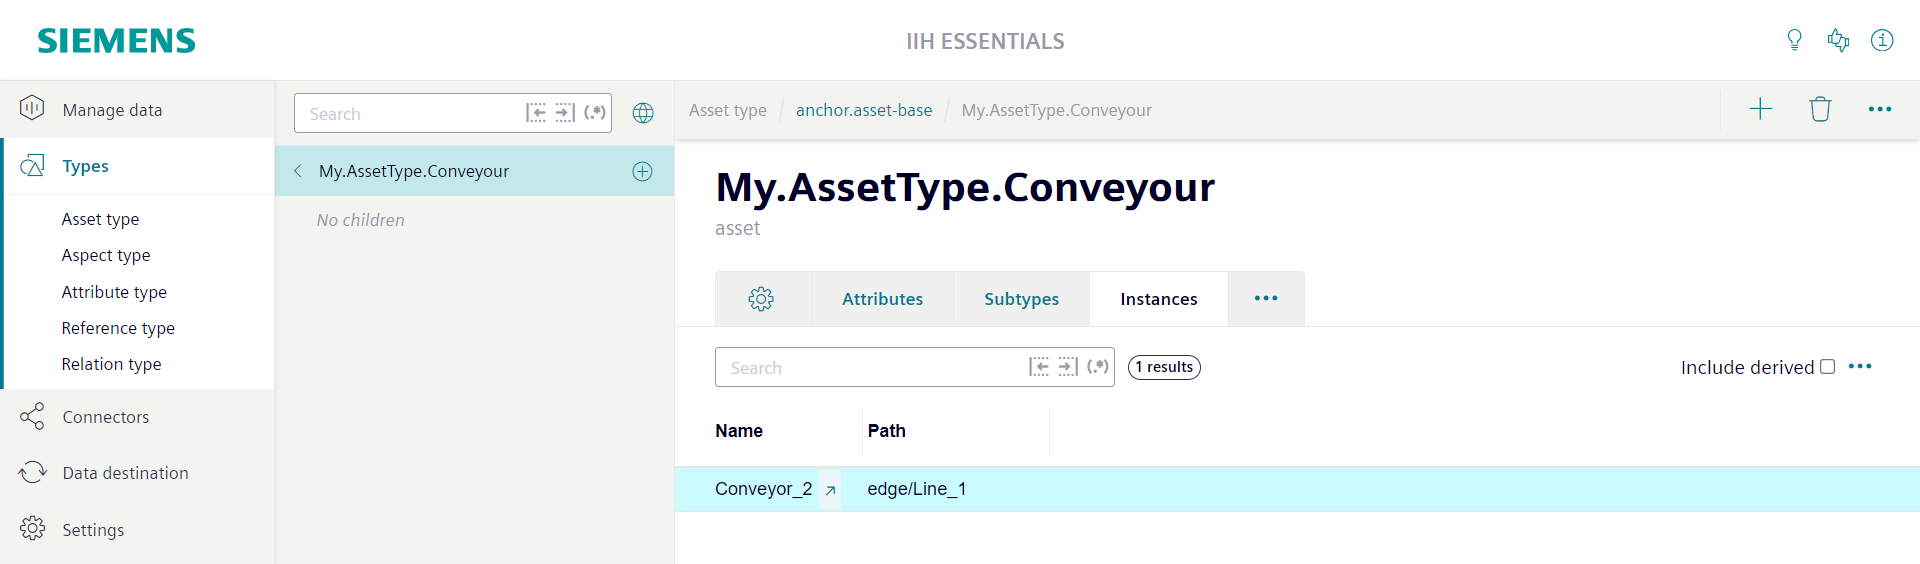 SIEMENS
IIH ESSENTIALS
Manage data
Types
Asset type
Aspect type
Attribute type
Reference type
Relation type
Connectors
Data destination
Settings
Search (.*)
My.AssetType.Conveyour
No children
Asset type / anchor.asset-base / My.AssetType.Conveyour
My.AssetType.Conveyour
asset
Attributes Subtypes Instances
Search (.*) 1 results Include derived
Name Path
Conveyor_2 edge/Line_1